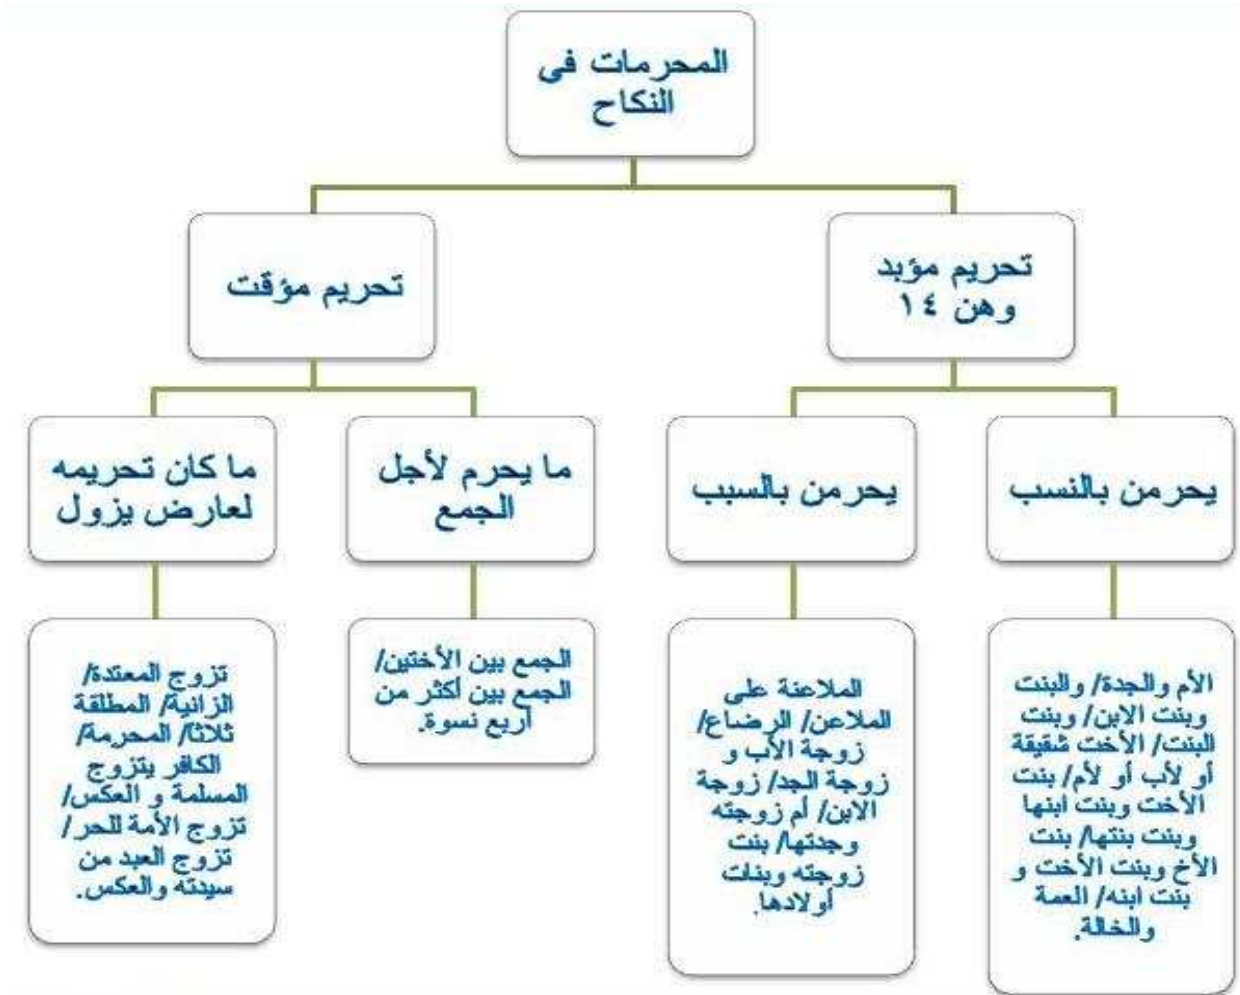 المحرمات في
النكاح
تحريم مؤبد
وهن ١٤
تحريم مؤقت
يحرمن بالنسب
يحرمن بالسبب
ما يحرم لأجل
الجمع
ما كان تحريمه
لعارض يزول
الأم والجدة/ والبنت
وبنت الابن/ وبنت
البنت/ الأخت شقيقة
أو لأب أو لأم/ بنت
الأخت وبنت ابنها
وبنت بنتها/ بنت
الأخ وبنت الأخت و
بنت ابنه/ العمة
والخالة.
الملاعنة على
الملاعن/ الرضاع/
زوجة الأب و
زوجة الجد/ زوجة
الابن/ أم زوجته
وجدتها/ بنت
زوجته وبنات
أولادها.
الجمع بين الأختين/
الجمع بين أكثر من
أربع نسوة.
تزوج المعتدة/
الزانية/ المطلقة
ثلاثا/ المحرمة/
الكافر يتزوج
المسلمة و العكس/
تزوج الأمة للحر/
تزوج العبد من
سيدته والعكس.